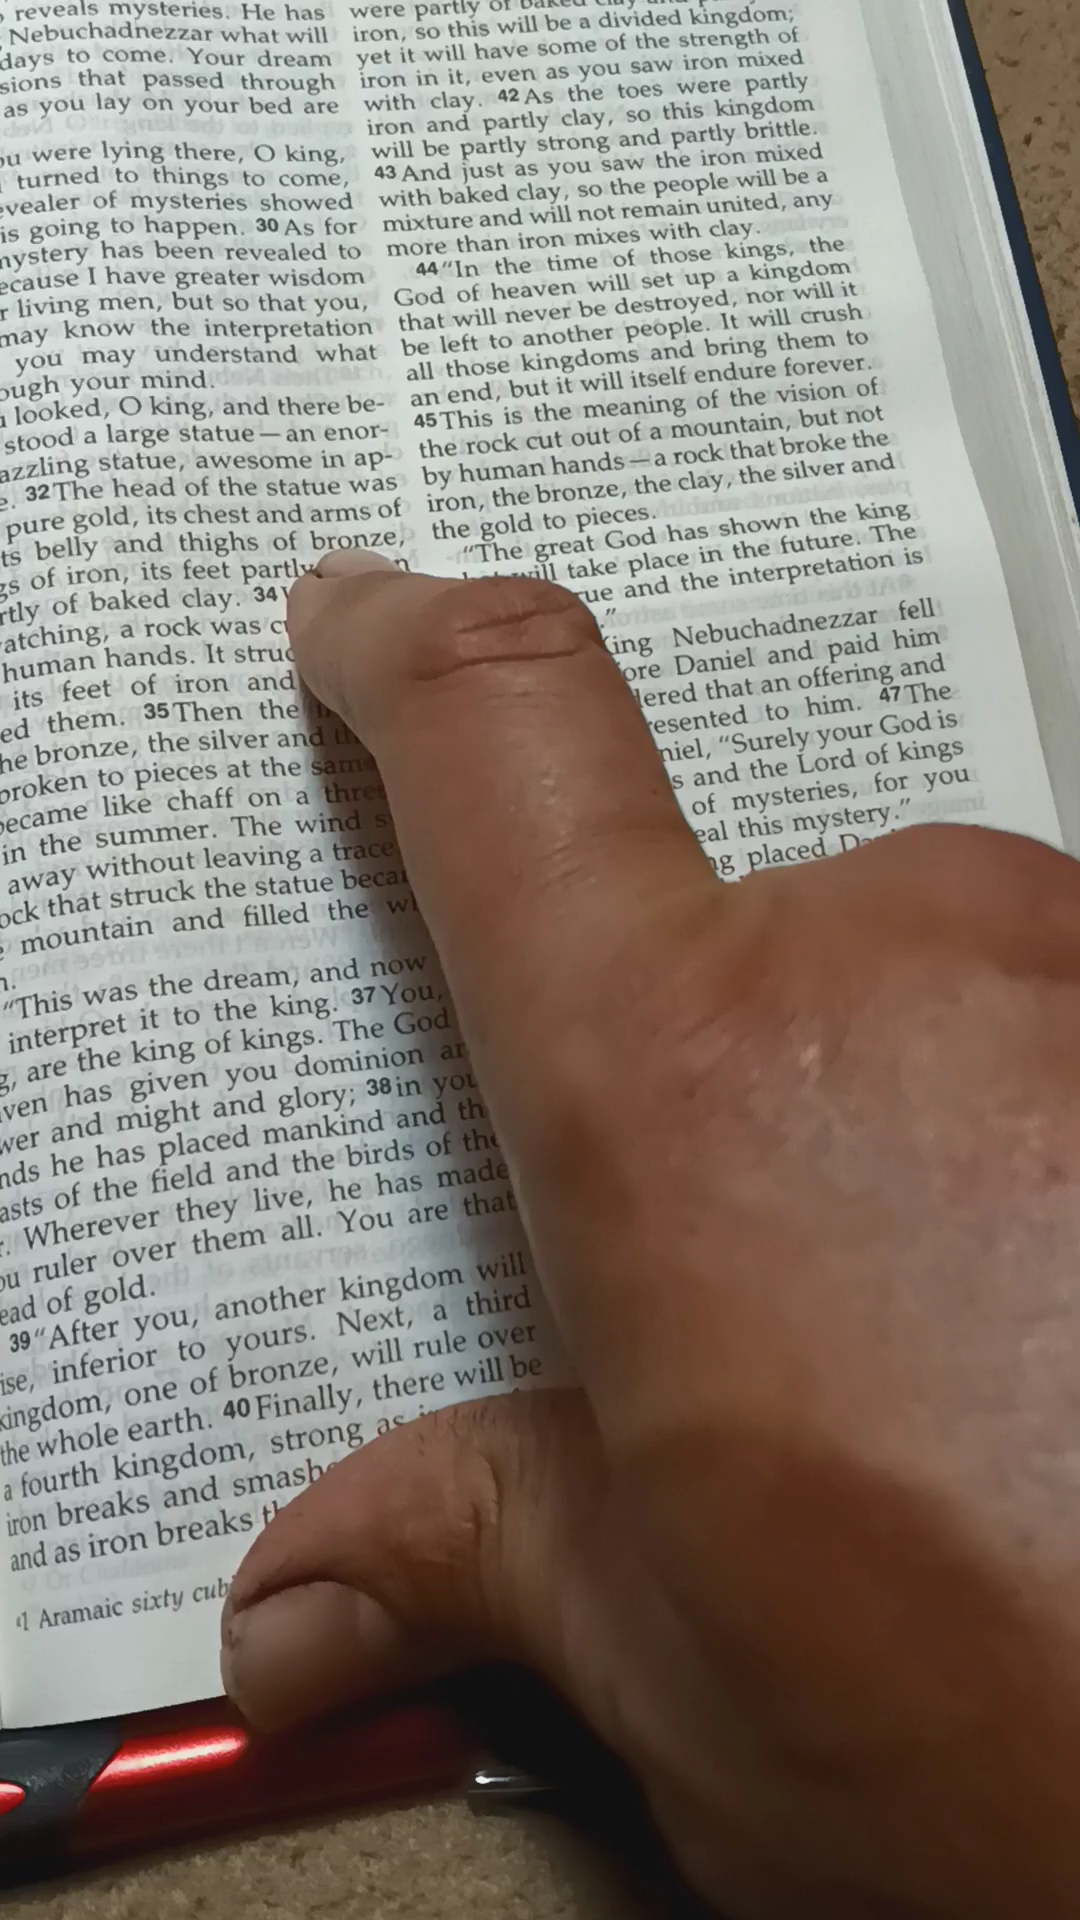 reveals mysteries. He has
Nebuchadnezzar what will
days to come. Your dream
sions that passed through
as you lay on your bed are
ou were lying there, O king,
turned to things to come,
evealer of mysteries showed
is going to happen. 30 As for
mystery has been revealed to
ecause I have greater wisdom
r living men, but so that you,
may know the interpretation
you may understand what
ough your mind.
looked, O king, and there be-
stood a large statue—an enor-
azzling statue, awesome in ap-
e. 32 The head of the statue was
pure gold, its chest and arms of
ts belly and thighs of bronze,
gs of iron, its feet partly
rtly of baked clay. 34
atching, a rock was
human hands. It struc
its feet of iron and
ed them. 35 Then the
he bronze, the silver and
broken to pieces at the same
became like chaff on a thre
in the summer. The wind s
away without leaving a trace
ock that struck the statue beca
mountain and filled the w
"This was the dream, and now
interpret it to the king. 37 You,
g, are the king of kings. The God
ven has given you dominion a
wer and might and glory; 38 in you
nds he has placed mankind and th
asts of the field and the birds of the
r. Wherever they live, he has made
ou ruler over them all. You are that
ead of gold.
39 "After you, another kingdom will
ise, inferior to yours. Next, a third
kingdom, one of bronze, will rule over
the whole earth. 40 Finally, there will be
a fourth kingdom, strong as
iron breaks and smashe
and as iron breaks
Aramaic sixty cub
were partly of baked clay and
iron, so this will be a divided kingdom;
yet it will have some of the strength of
iron in it, even as you saw iron mixed
with clay. 42 As the toes were partly
iron and partly clay, so this kingdom
will be partly strong and partly brittle.
43 And just as you saw the iron mixed
with baked clay, so the people will be a
mixture and will not remain united, any
more than iron mixes with clay.
44 "In the time of those kings, the
God of heaven will set up a kingdom
that will never be destroyed, nor will it
be left to another people. It will crush
all those kingdoms and bring them to
an end, but it will itself endure forever.
45 This is the meaning of the vision of
the rock cut out of a mountain, but not
by human hands—a rock that broke the
iron, the bronze, the clay, the silver and
the gold to pieces.
"The great God has shown the king
will take place in the future. The
rue and the interpretation is
."
King Nebuchadnezzar fell
ore Daniel and paid him
dered that an offering and
resented to him. 47 The
niel, "Surely your God is
s and the Lord of kings
of mysteries, for you
eal this mystery."
ng placed